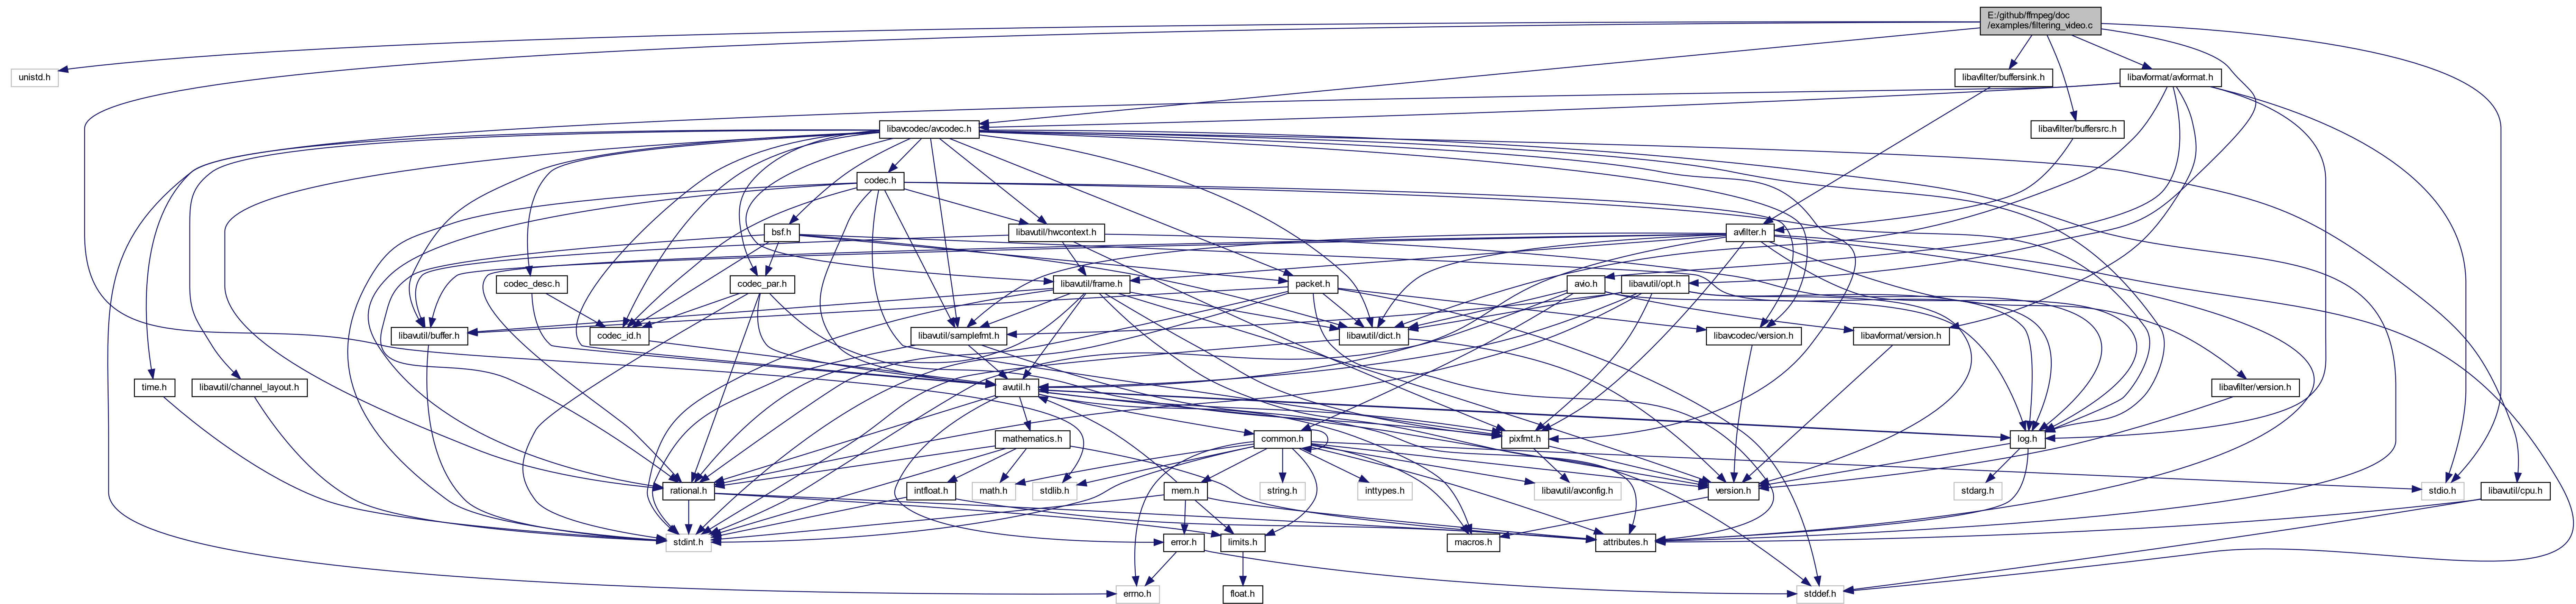 E:/github/ffmpeg/doc
/examples/filtering_video.c
unistd.h
libavfilter/buffersink.h
libavformat/avformat.h
libavcodec/avcodec.h
libavfilter/buffersrc.h
codec.h
bsf.h
libavutil/hwcontext.h
avfilter.h
codec_desc.h
codec_par.h
libavutil/frame.h
packet.h
avio.h
libavutil/opt.h
libavutil/buffer.h
codec_id.h
libavutil/samplefmt.h
libavutil/dict.h
libavcodec/version.h
libavformat/version.h
time.h
libavutil/channel_layout.h
avutil.h
libavfilter/version.h
mathematics.h
common.h
pixfmt.h
log.h
rational.h
intfloat.h
math.h
stdlib.h
mem.h
string.h
inttypes.h
libavutil/avconfig.h
version.h
stdarg.h
stdio.h
libavutil/cpu.h
stdint.h
error.h
limits.h
macros.h
attributes.h
errno.h
float.h
stddef.h